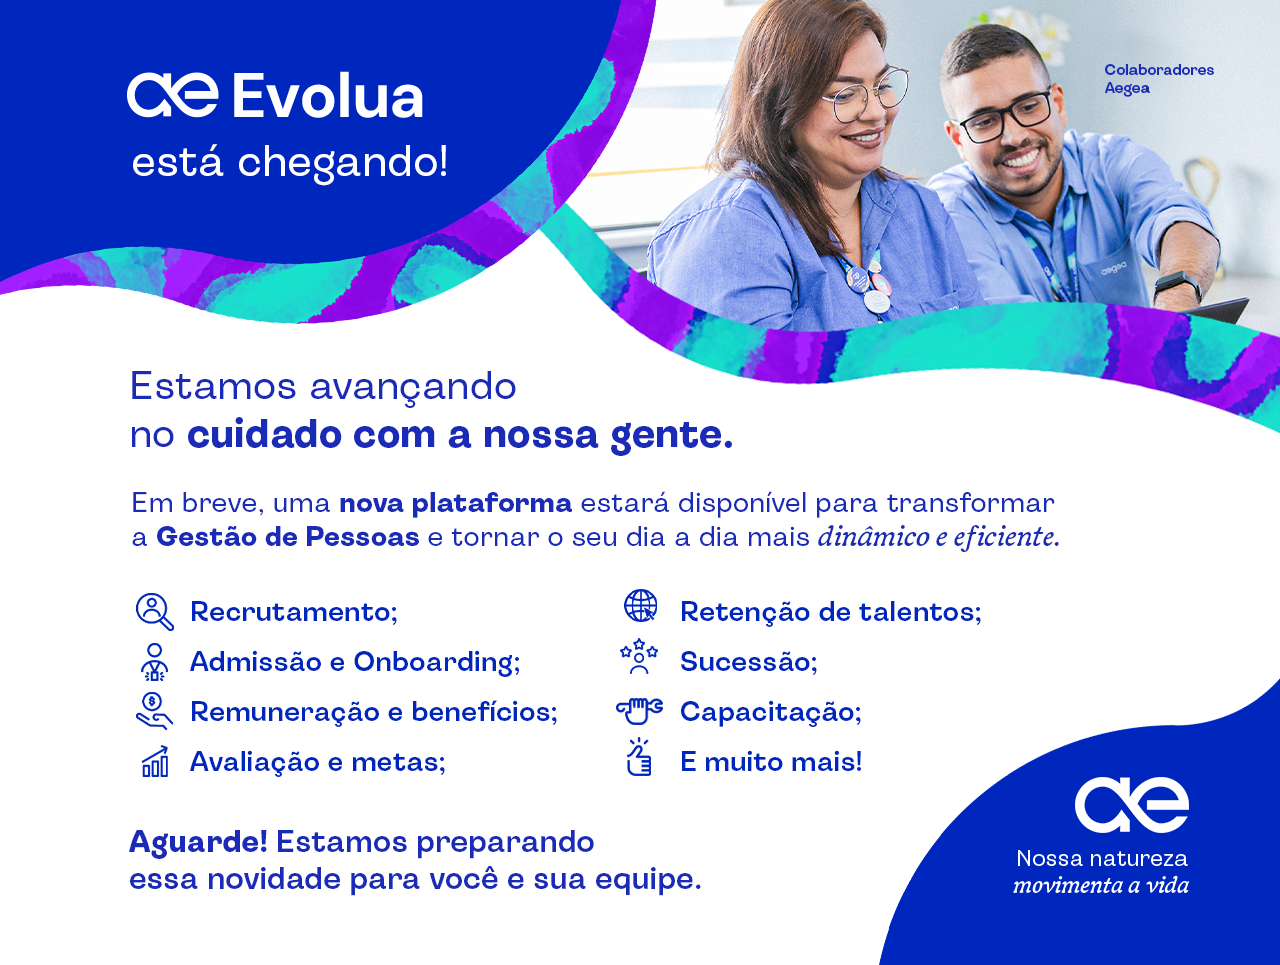 ae Evolua
está chegando!
Colaboradores
Aegea
aegea
Estamos avançando
no cuidado com a nossa gente.
Em breve, uma nova plataforma estará disponível para transformar
a Gestão de Pessoas e tornar o seu dia a dia mais dinâmico e eficiente.
Recrutamento;
Admissão e Onboarding;
Remuneração e benefícios;
Avaliação e metas;
Retenção de talentos;
Sucessão;
Capacitação;
E muito mais!
Aguarde! Estamos preparando
essa novidade para você e sua equipe.
ae
Nossa natureza
movimenta a vida